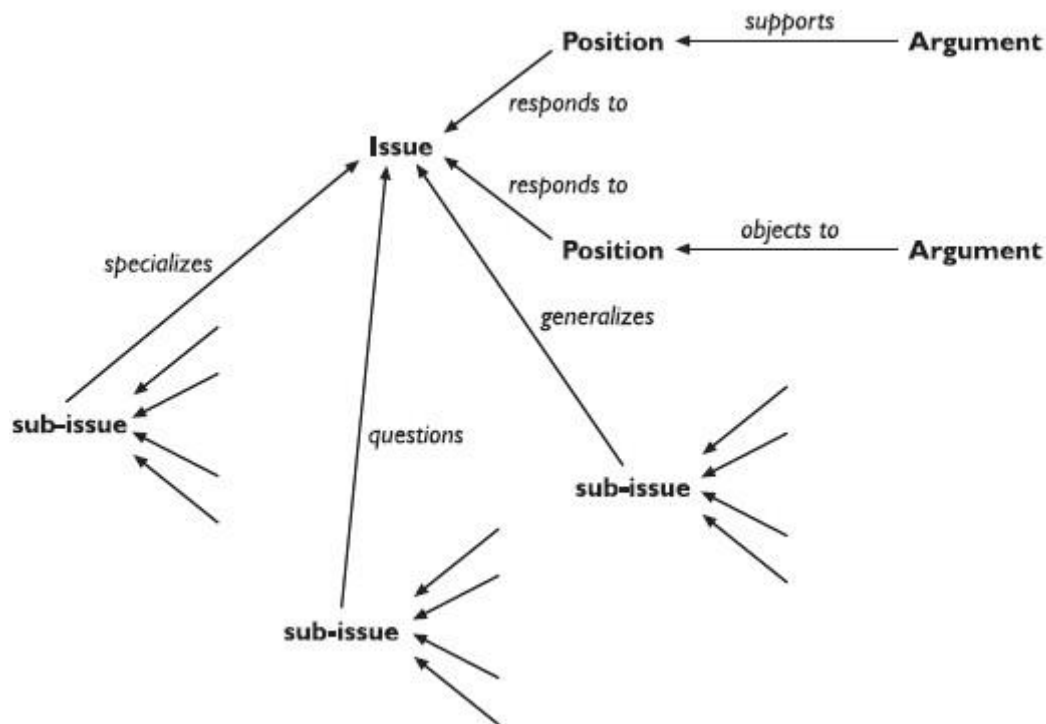 Position
supports
Argument
responds to
Issue
responds to
Position
objects to
Argument
specializes
generalizes
sub-issue
questions
sub-issue
sub-issue